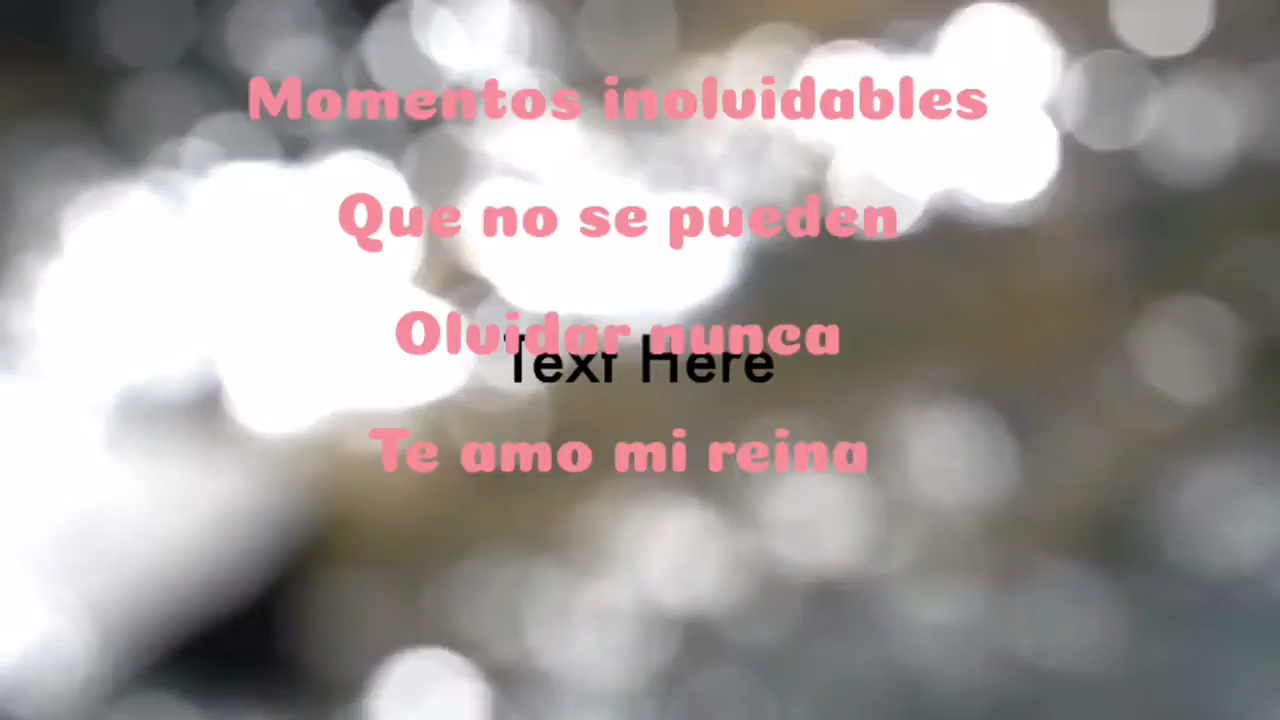 Momentos inolvidables
Que no se pueden
Olvidar nunca
Text Here
Te amo mi reina